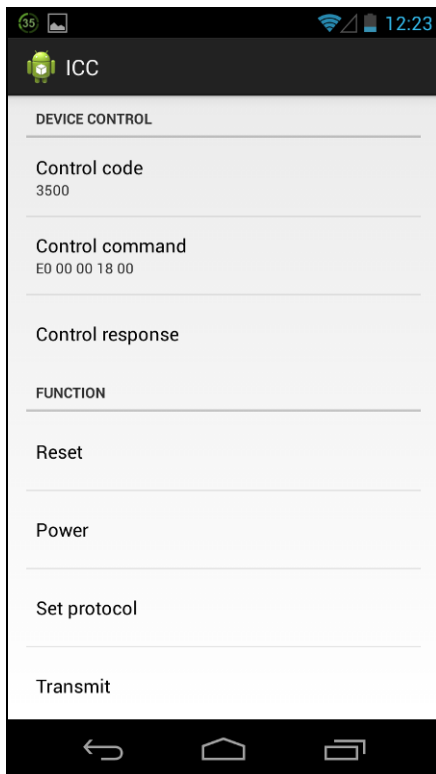 35
12:23
ICC
DEVICE CONTROL
Control code
3500
Control command
E0 00 00 18 00
Control response
FUNCTION
Reset
Power
Set protocol
Transmit